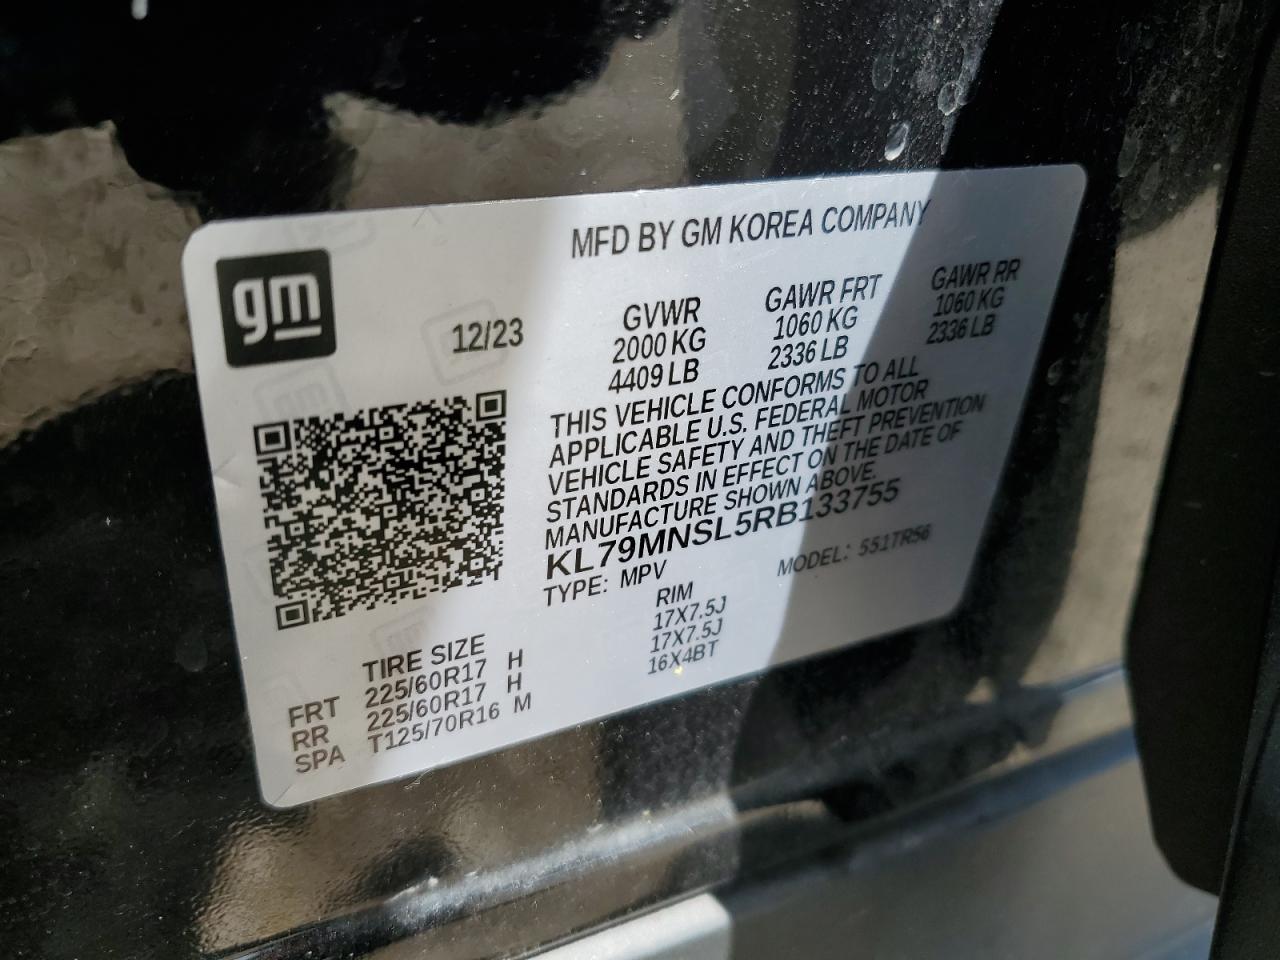 gm
MFD BY GM KOREA COMPANY
12/23
GVWR
2000 KG
4409 LB
GAWR FRT
1060 KG
2336 LB
GAWR RR
1060 KG
2336 LB
THIS VEHICLE CONFORMS TO ALL
APPLICABLE U.S. FEDERAL MOTOR
VEHICLE SAFETY AND THEFT PREVENTION
STANDARDS IN EFFECT ON THE DATE OF
MANUFACTURE SHOWN ABOVE.
KL79MNSL5RB133755
TYPE: MPV MODEL: 551TR56
TIRE SIZE RIM
FRT 225/60R17 H 17X7.5J
RR 225/60R17 H 17X7.5J
SPA T125/70R16 M 16X4BT